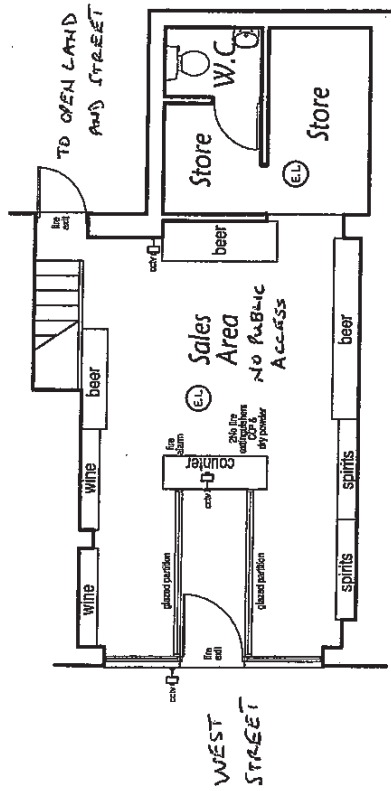 TO OPEN LAND
AND STREET
fire
exit
W.C
Store
Store
E.L.
cctv
beer
beer
Sales
Area
NO PUBLIC
ACCESS
E.L.
beer
wine
wine
fire
alarm
counter
cctv
2No fire
extinguishers
dry powder
glazed partition
glazed partition
spirits
spirits
fire
exit
cctv
WEST
STREET